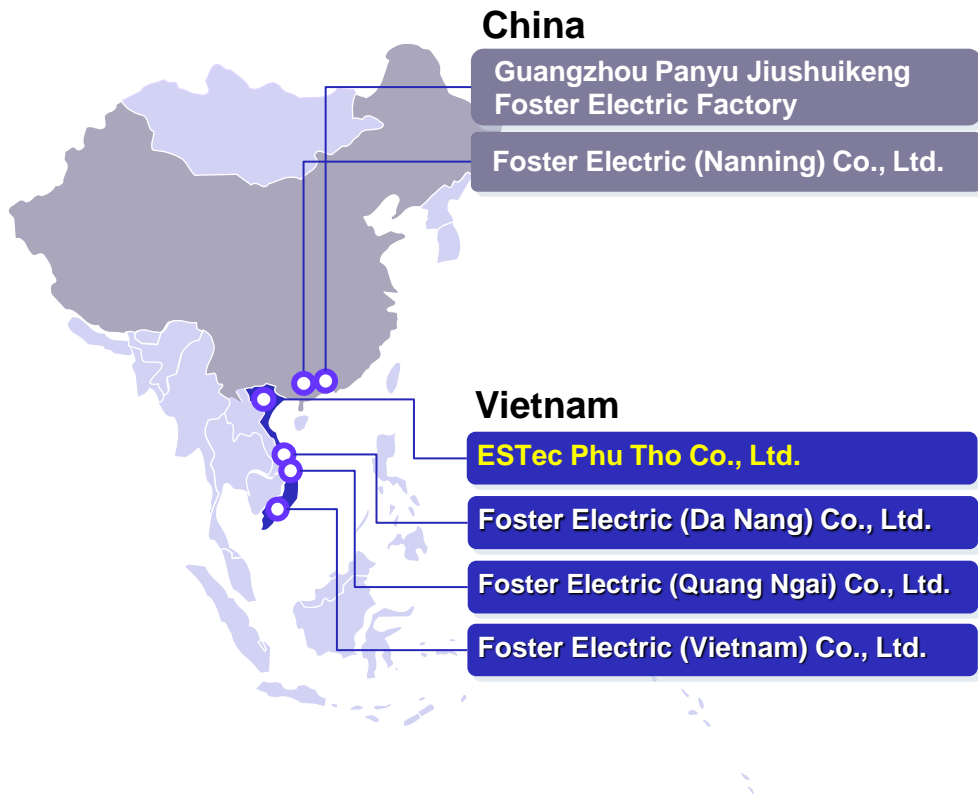 China
Guangzhou Panyu Jiushuikeng
Foster Electric Factory
Foster Electric (Nanning) Co., Ltd.
Vietnam
ESTec Phu Tho Co., Ltd.
Foster Electric (Da Nang) Co., Ltd.
Foster Electric (Quang Ngai) Co., Ltd.
Foster Electric (Vietnam) Co., Ltd.